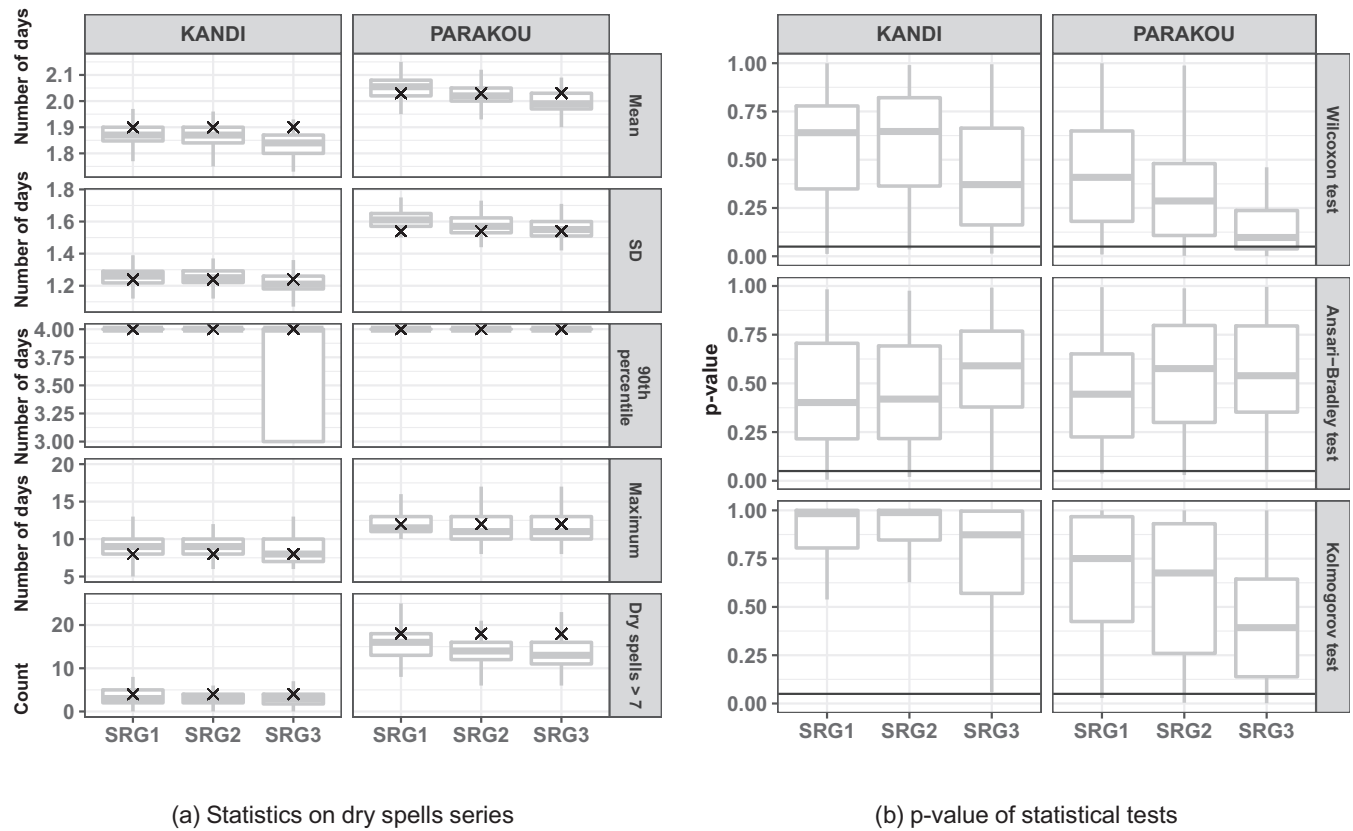 KANDI PARAKOU
Number of days
2.1
2.0
1.9
1.8
Mean
Number of days
1.8
1.6
1.4
1.2
SD
Number of days
4.00
3.75
3.50
3.25
3.00
90th
percentile
Number of days
20
15
10
5
Maximum
Count
20
10
0
Dry spells > 7
SRG1 SRG2 SRG3 SRG1 SRG2 SRG3
(a) Statistics on dry spells series
KANDI PARAKOU
p-value
1.00
0.75
0.50
0.25
0.00
Wilcoxon test
1.00
0.75
0.50
0.25
0.00
Ansari−Bradley test
1.00
0.75
0.50
0.25
0.00
Kolmogorov test
SRG1 SRG2 SRG3 SRG1 SRG2 SRG3
(b) p-value of statistical tests